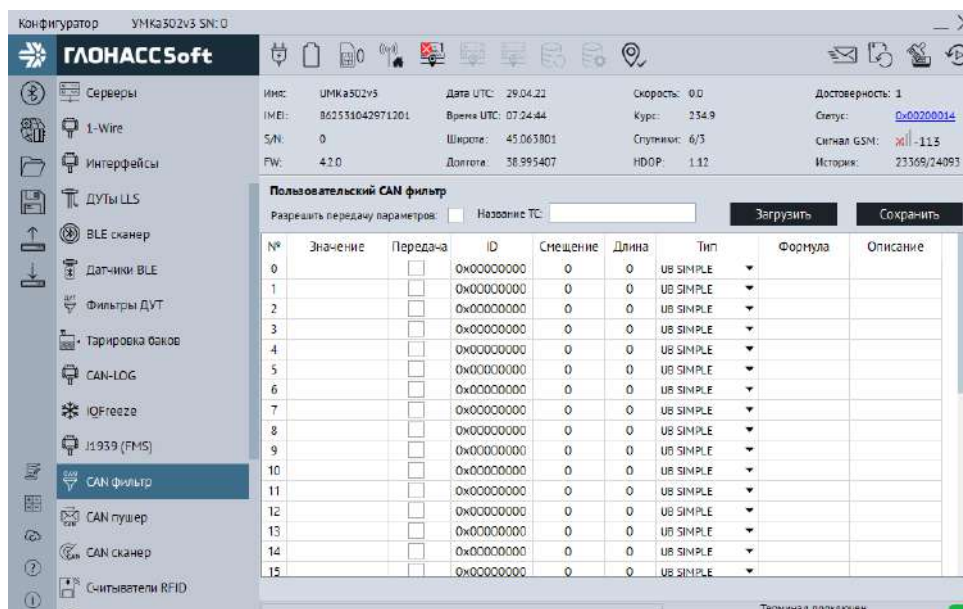 Конфигуратор УМКа302v3 SN: 0
ГЛОНАССSoft
Имя: UMKa302v3 Дата UTC: 29.04.22 Скорость: 0.0 Достоверность: 1
IMEI: 862531042971201 Время UTC: 07:24:44 Курс: 234.9 Статус: 0x00200014
S/N: 0 Широта: 45.063801 Спутники: 6/3 Сигнал GSM: -113
FW: 4.2.0 Долгота: 38.995407 HDOP: 1.12 История: 23369/24093
Серверы
1-Wire
Интерфейсы
ДУТы LLS
BLE сканер
Датчики BLE
Фильтры ДУТ
Тарировка баков
CAN-LOG
IQFreeze
J1939 (FMS)
CAN фильтр
CAN пушер
CAN сканер
Считыватели RFID
Пользовательский CAN фильтр
Разрешить передачу параметров: Название ТС: Загрузить Сохранить
№ Значение Передача ID Смещение Длина Тип Формула Описание
0 0x00000000 0 0 UB SIMPLE
1 0x00000000 0 0 UB SIMPLE
2 0x00000000 0 0 UB SIMPLE
3 0x00000000 0 0 UB SIMPLE
4 0x00000000 0 0 UB SIMPLE
5 0x00000000 0 0 UB SIMPLE
6 0x00000000 0 0 UB SIMPLE
7 0x00000000 0 0 UB SIMPLE
8 0x00000000 0 0 UB SIMPLE
9 0x00000000 0 0 UB SIMPLE
10 0x00000000 0 0 UB SIMPLE
11 0x00000000 0 0 UB SIMPLE
12 0x00000000 0 0 UB SIMPLE
13 0x00000000 0 0 UB SIMPLE
14 0x00000000 0 0 UB SIMPLE
15 0x00000000 0 0 UB SIMPLE